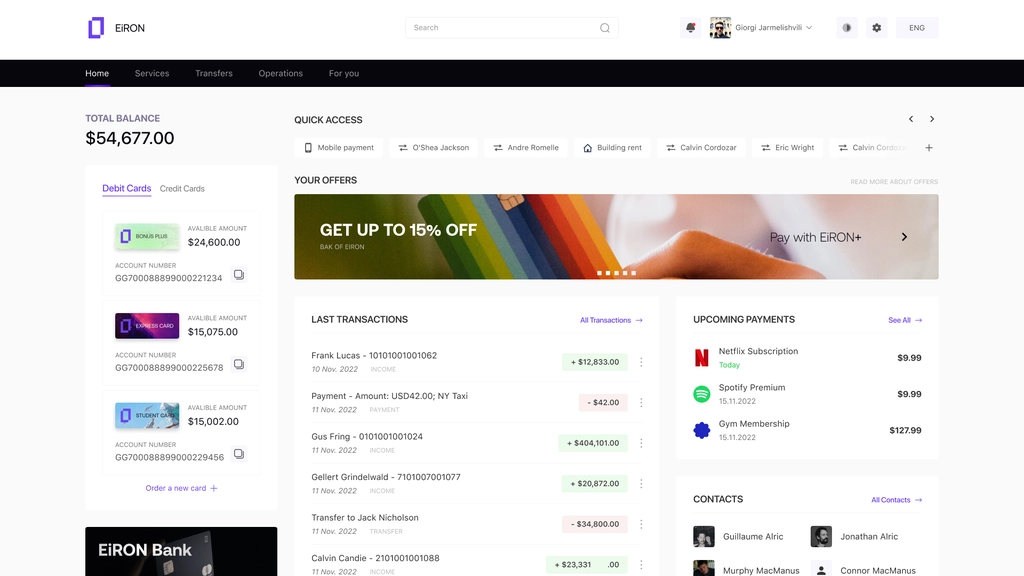 EiRON
Search
Giorgi Jarmelishvili
ENG
Home
Services
Transfers
Operations
For you
TOTAL BALANCE
$54,677.00
Debit Cards
Credit Cards
BONUS PLUS
AVALIBLE AMOUNT
$24,600.00
ACCOUNT NUMBER
GG700088899000221234
EXPRESS CARD
AVALIBLE AMOUNT
$15,075.00
ACCOUNT NUMBER
GG700088899000225678
STUDENT CARD
AVALIBLE AMOUNT
$15,002.00
ACCOUNT NUMBER
GG700088899000229456
Order a new card +
EiRON Bank
QUICK ACCESS
Mobile payment
O'Shea Jackson
Andre Romelle
Building rent
Calvin Cordozar
Eric Wright
Calvin Cordozar
YOUR OFFERS
READ MORE ABOUT OFFERS
GET UP TO 15% OFF
BAK OF EIRON
Pay with EiRON+
LAST TRANSACTIONS
All Transactions →
Frank Lucas - 10101001001062
10 Nov. 2022 INCOME
+ $12,833.00
Payment - Amount: USD42.00; NY Taxi
11 Nov. 2022 PAYMENT
- $42.00
Gus Fring - 0101001001024
11 Nov. 2022 INCOME
+ $404,101.00
Gellert Grindelwald - 7101007001077
11 Nov. 2022 INCOME
+ $20,872.00
Transfer to Jack Nicholson
11 Nov. 2022 TRANSFER
- $34,800.00
Calvin Candie - 2101001001088
11 Nov. 2022 INCOME
+ $23,331 .00
UPCOMING PAYMENTS
See All →
Netflix Subscription
Today
$9.99
Spotify Premium
15.11.2022
$9.99
Gym Membership
15.11.2022
$127.99
CONTACTS
All Contacts →
Guillaume Alric
Jonathan Alric
Murphy MacManus
Connor MacManus